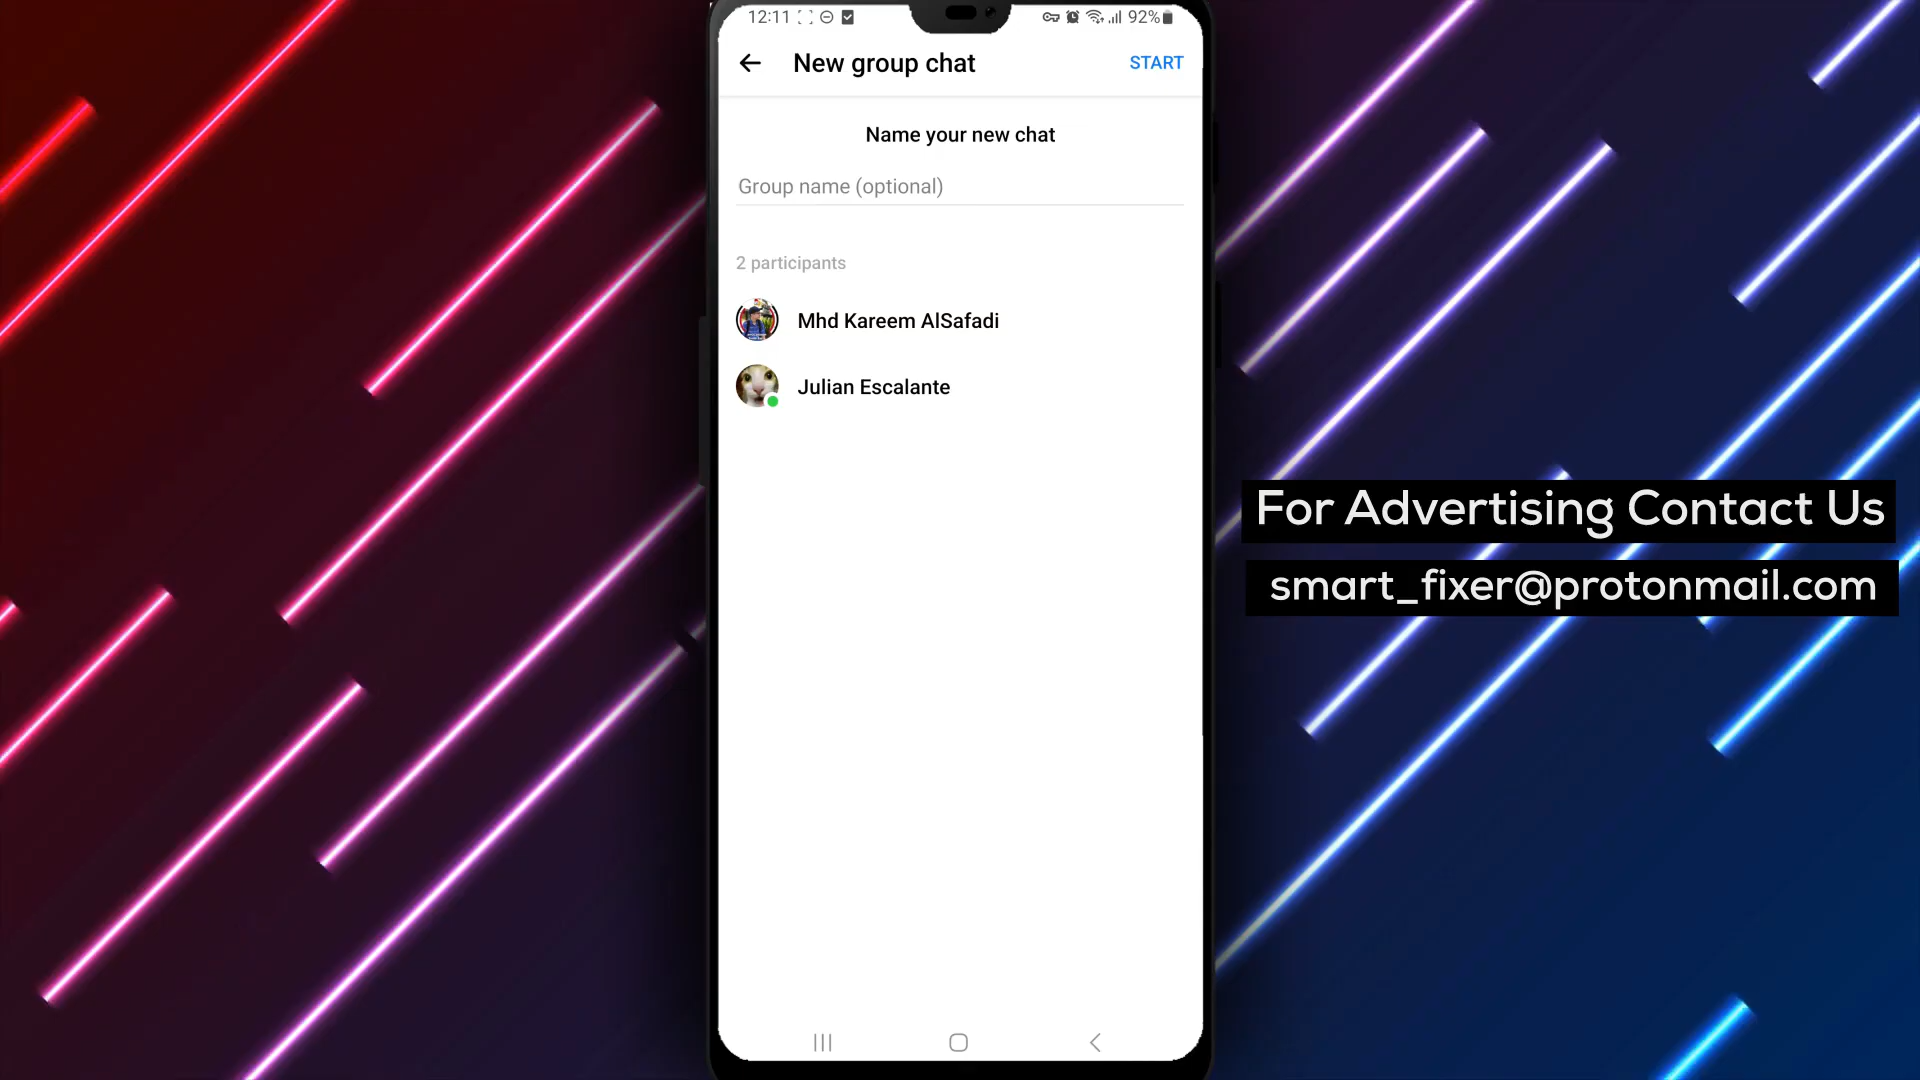 12:11 92%
New group chat START
Name your new chat
Group name (optional)
2 participants
Mhd Kareem AlSafadi
Julian Escalante
For Advertising Contact Us
smart_fixer@protonmail.com